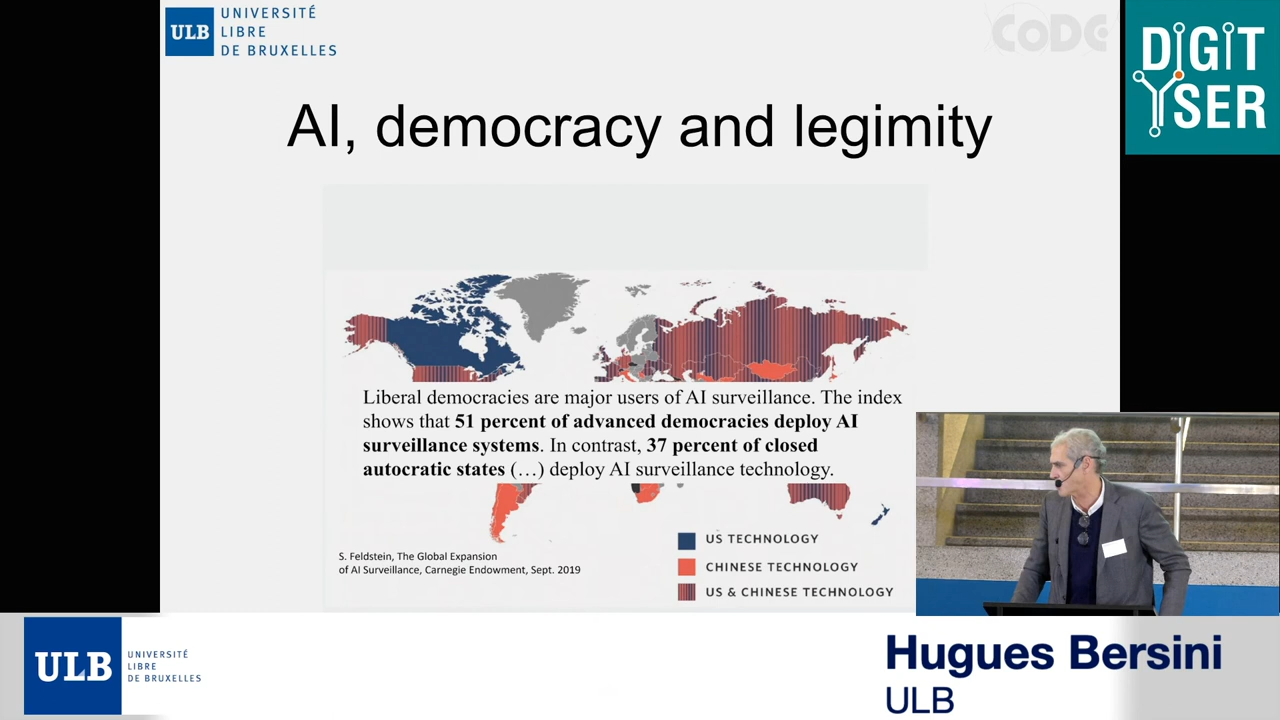 ULB
UNIVERSITÉ
LIBRE
DE BRUXELLES
CODE
DIGIT
YSER
AI, democracy and legimity
Liberal democracies are major users of AI surveillance. The index
shows that 51 percent of advanced democracies deploy AI
surveillance systems. In contrast, 37 percent of closed
autocratic states (…) deploy AI surveillance technology.
S. Feldstein, The Global Expansion
of AI Surveillance, Carnegie Endowment, Sept. 2019
US TECHNOLOGY
CHINESE TECHNOLOGY
US & CHINESE TECHNOLOGY
ULB
UNIVERSITÉ
LIBRE
DE BRUXELLES
Hugues Bersini
ULB